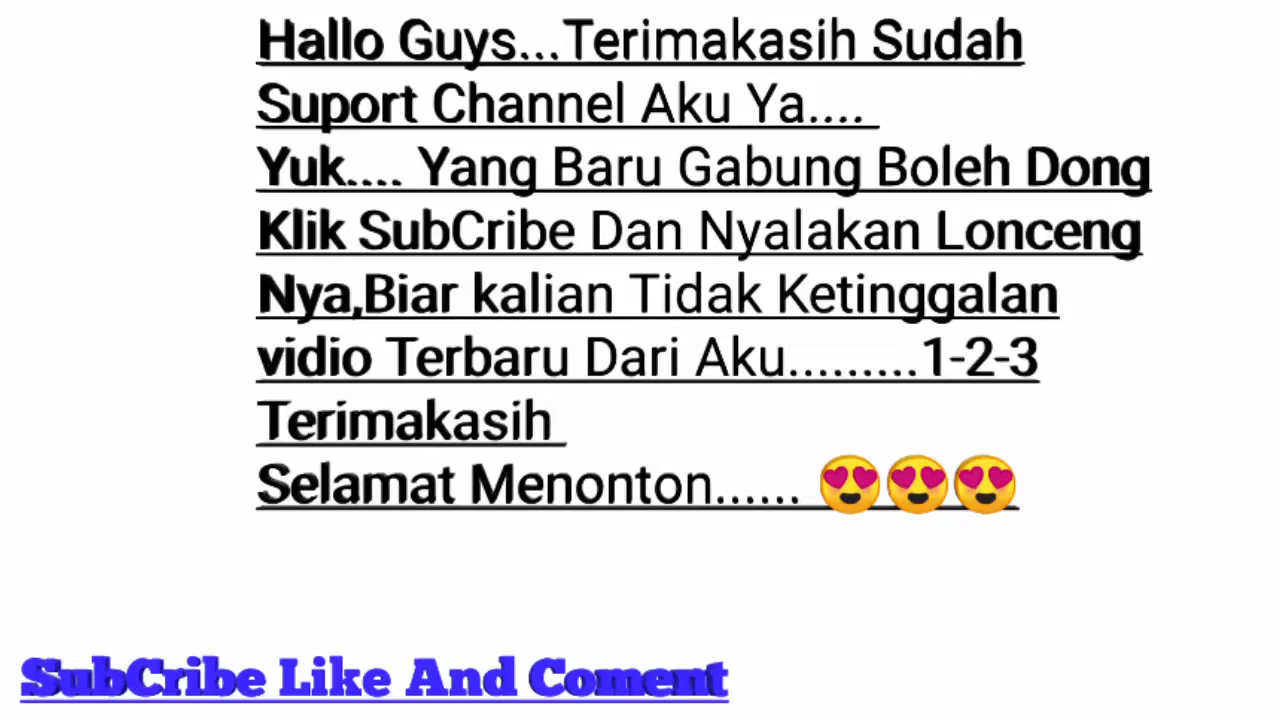 Hallo Guys...Terimakasih Sudah
Suport Channel Aku Ya....
Yuk.... Yang Baru Gabung Boleh Dong
Klik SubCribe Dan Nyalakan Lonceng
Nya,Biar kalian Tidak Ketinggalan
vidio Terbaru Dari Aku.........1-2-3
Terimakasih
Selamat Menonton...... 😍😍😍
SubCribe Like And Coment